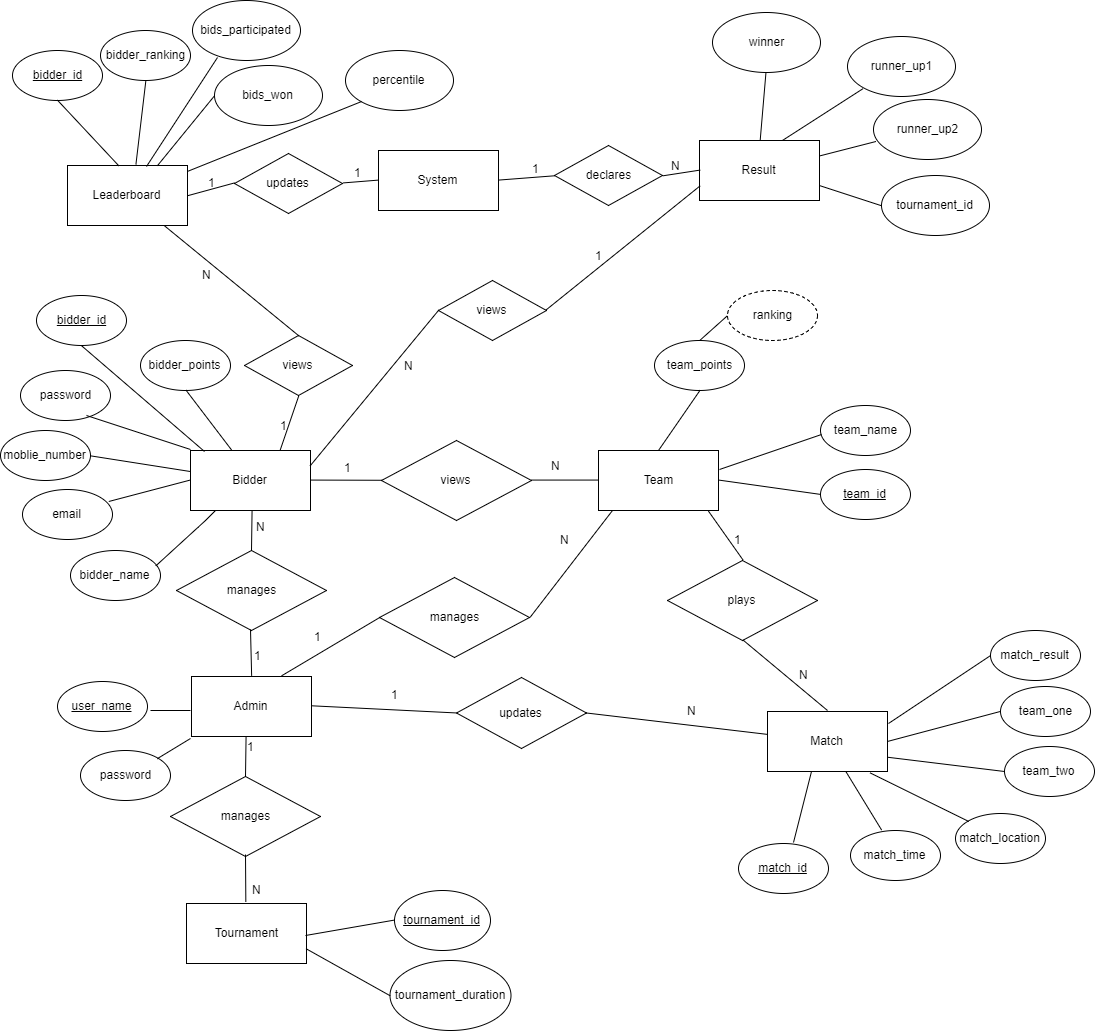 bids_participated
winner
bidder_ranking
runner_up1
bidder_id
percentile
bids_won
runner_up2
Result
N
1
declares
Leaderboard
1
updates
1
System
tournament_id
N
1
views
bidder_id
ranking
views
N
bidder_points
team_points
password
1
team_name
moblie_number
Bidder
1
views
N
Team
team_id
email
N
N
1
bidder_name
manages
plays
1
manages
1
match_result
N
user_name
Admin
1
updates
N
team_one
Match
1
password
team_two
manages
match_location
match_time
match_id
N
tournament_id
Tournament
tournament_duration